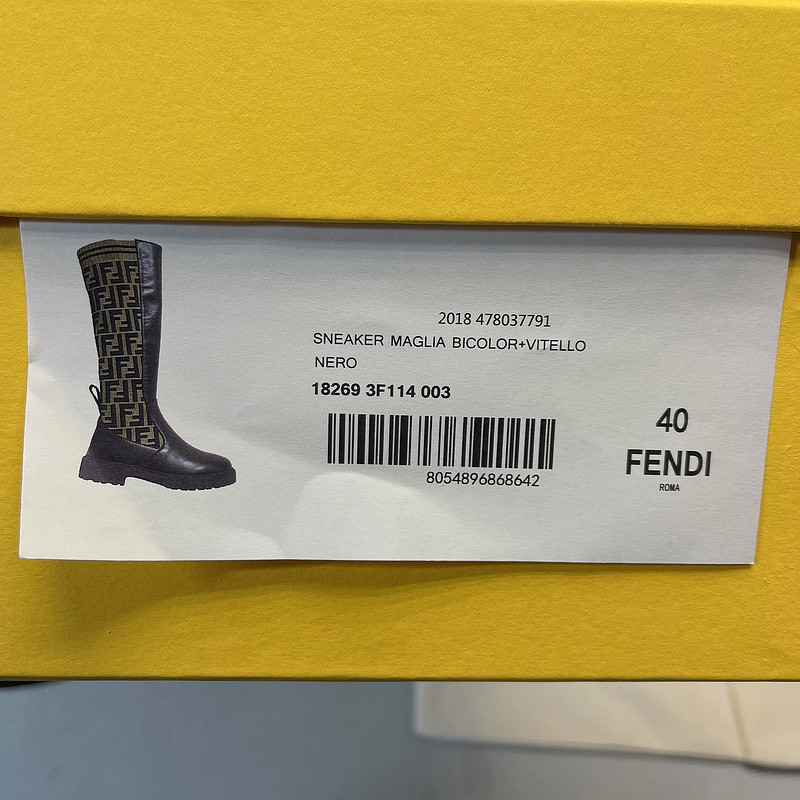 2018 478037791
SNEAKER MAGLIA BICOLOR+VITELLO
NERO
18269 3F114 003
8054896868642
40
FENDI
ROMA